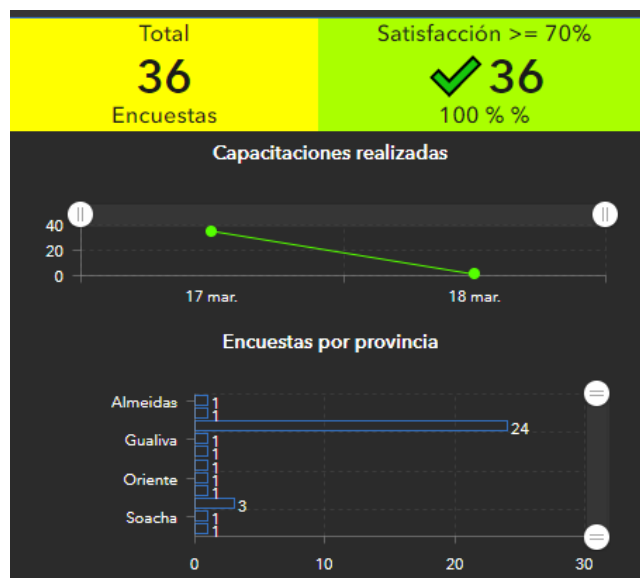 Total
36
Encuestas
Satisfacción >= 70%
36
100 % %
Capacitaciones realizadas
40
20
0
17 mar.
18 mar.
Encuestas por provincia
Almeidas
1
1
24
Gualiva
1
1
1
Oriente
1
1
3
Soacha
1
1
0
10
20
30